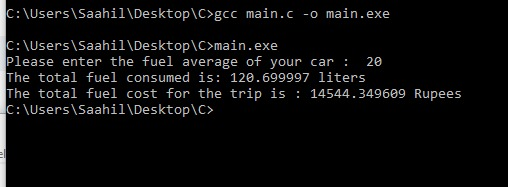 C:\Users\Saahil\Desktop\C>gcc main.c -o main.exe
C:\Users\Saahil\Desktop\C>main.exe
Please enter the fuel average of your car :  20
The total fuel consumed is: 120.699997 liters
The total fuel cost for the trip is : 14544.349609 Rupees
C:\Users\Saahil\Desktop\C>